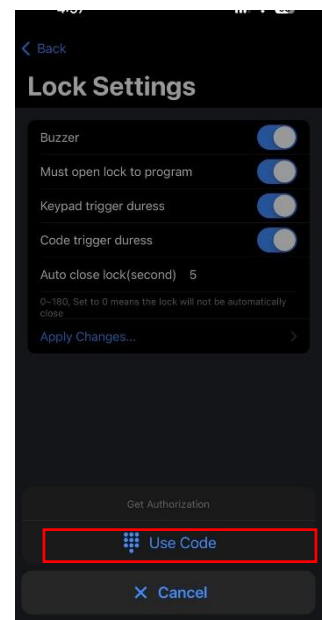 Back
Lock Settings
Buzzer
Must open lock to program
Keypad trigger duress
Code trigger duress
Auto close lock(second) 5
0~180, Set to 0 means the lock will not be automatically
close
Apply Changes...
Get Authorization
Use Code
Cancel